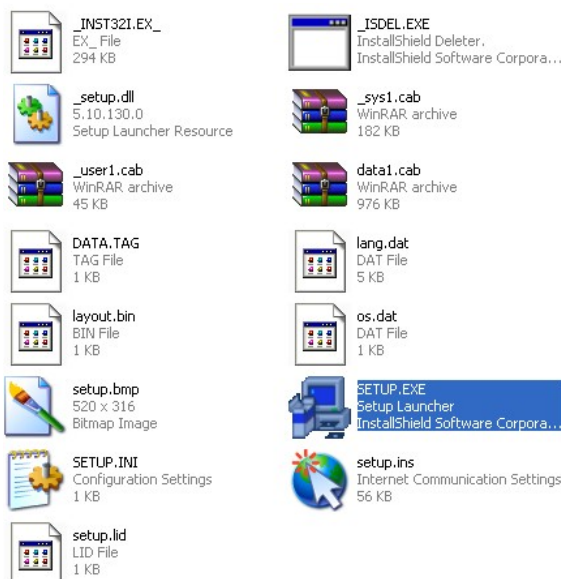 _INST32I.EX_
EX_ File
294 KB
_ISDEL.EXE
InstallShield Deleter.
InstallShield Software Corpora...
_setup.dll
5.10.130.0
Setup Launcher Resource
_sys1.cab
WinRAR archive
182 KB
_user1.cab
WinRAR archive
45 KB
data1.cab
WinRAR archive
976 KB
DATA.TAG
TAG File
1 KB
lang.dat
DAT File
5 KB
layout.bin
BIN File
1 KB
os.dat
DAT File
1 KB
setup.bmp
520 x 316
Bitmap Image
SETUP.EXE
Setup Launcher
InstallShield Software Corpora...
SETUP.INI
Configuration Settings
1 KB
setup.ins
Internet Communication Settings
56 KB
setup.lid
LID File
1 KB